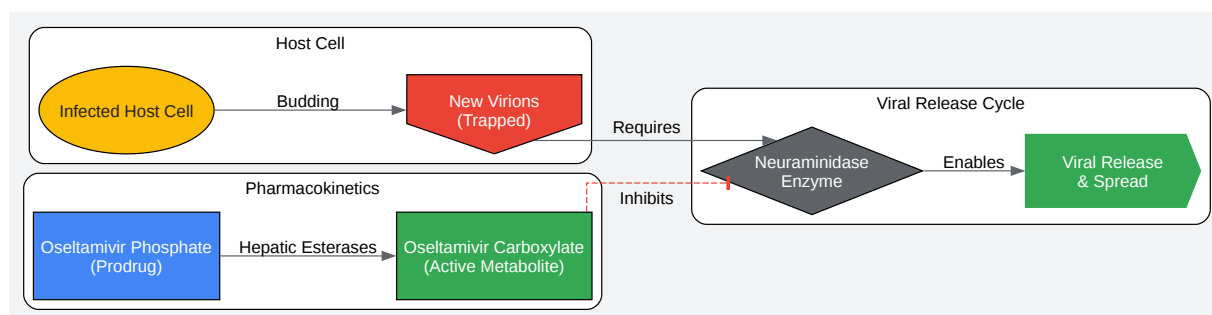 Host Cell
Infected Host Cell
Budding
New Virions
(Trapped)
Requires
Viral Release Cycle
Neuraminidase
Enzyme
Enables
Viral Release
& Spread
Pharmacokinetics
Oseltamivir Phosphate
(Prodrug)
Hepatic Esterases
Oseltamivir Carboxylate
(Active Metabolite)
Inhibits